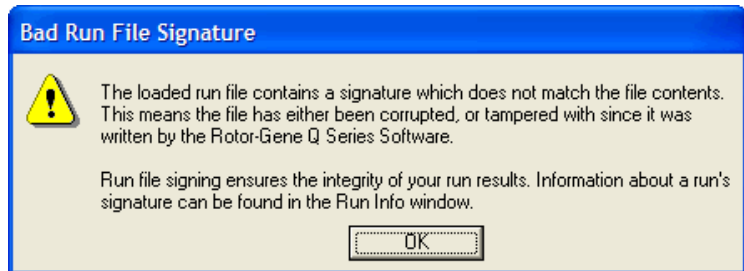 Bad Run File Signature
The loaded run file contains a signature which does not match the file contents.
This means the file has either been corrupted, or tampered with since it was
written by the Rotor-Gene Q Series Software.
Run file signing ensures the integrity of your run results. Information about a run's
signature can be found in the Run Info window.
OK